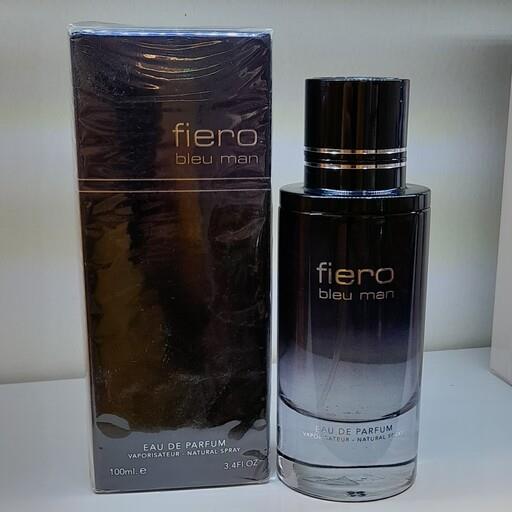 fiero
bleu man
EAU DE PARFUM
VAPORISATEUR - NATURAL SPRAY
100ml. e
3.4Fl OZ
fiero
bleu man
EAU DE PARFUM
VAPORISATEUR - NATURAL SPRAY